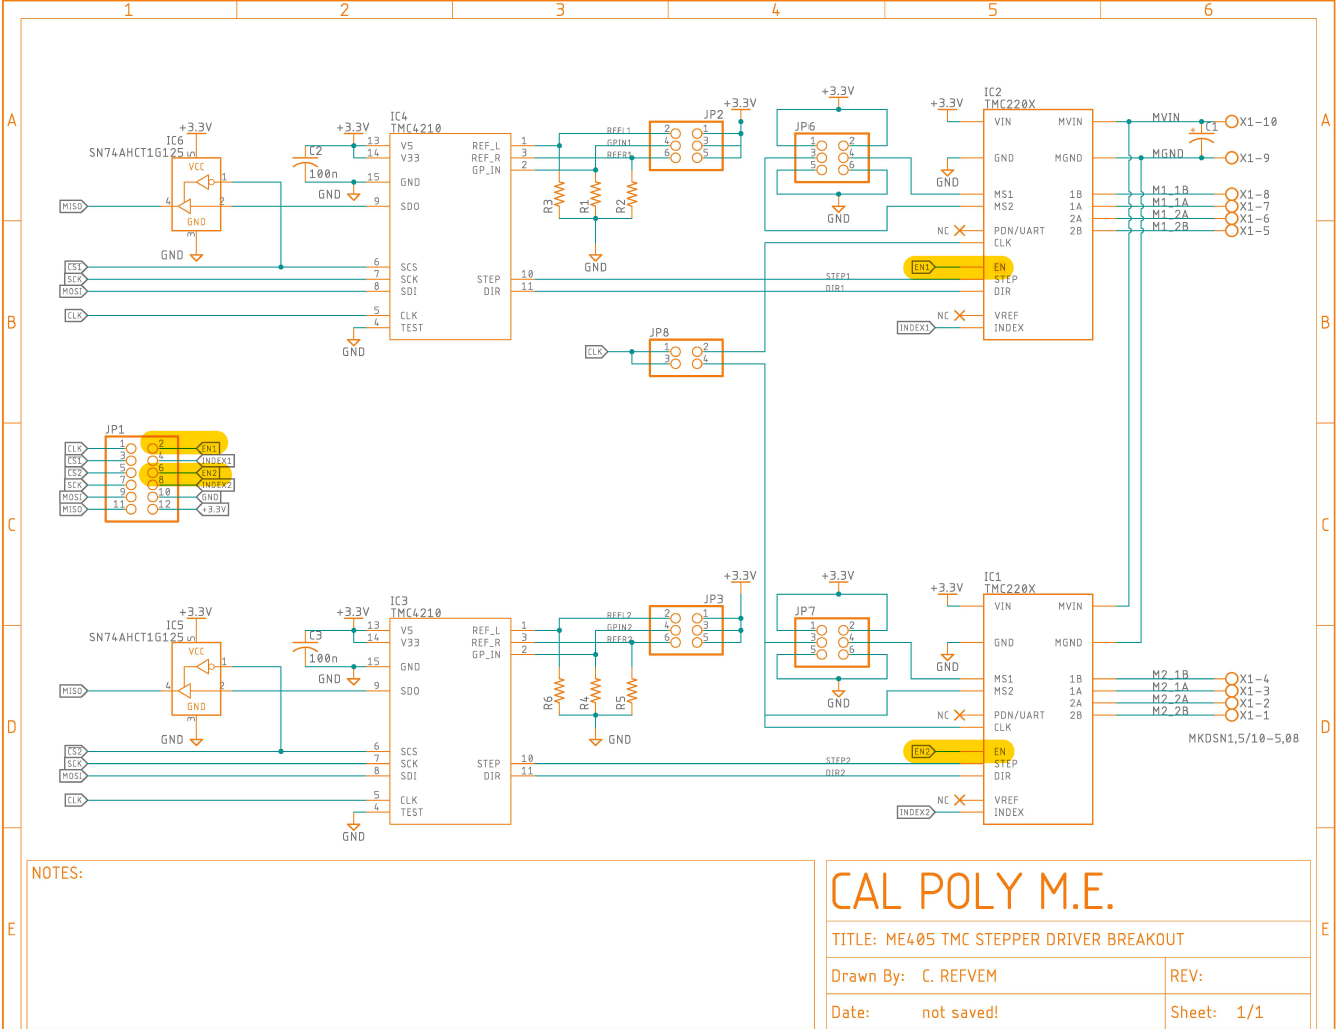 1 2 3 4 5 6
A A
B B
C C
D D
E E
IC4
TMC4210
+3.3V
IC6
SN74AHCT1G125
5
VCC
1
4
2
GND
3
GND
MISO
+3.3V
C2
100n
GND
13 V5
14 V33
15 GND
9 SDO
6 SCS
7 SCK
8 SDI
5 CLK
4 TEST
GND
CS1
SCK
MOSI
CLK
REF_L 1
REF_R 3
GP_IN 2
STEP 10
DIR 11
REFL1
GPIN1
REFR1
R3
R1
R2
GND
JP2
+3.3V
2 1
4 3
6 5
STEP1
DIR1
+3.3V
JP6
1 2
3 4
5 6
GND
IC2
TMC220X
+3.3V
VIN
GND
GND
MS1
MS2
NC PDN/UART
CLK
EN1 EN
STEP
DIR
NC VREF
INDEX1 INDEX
MVIN
MGND
1B
1A
2A
2B
MVIN
MGND
+ C1
X1-10
X1-9
M1_1B X1-8
M1_1A X1-7
M1_2A X1-6
M1_2B X1-5
JP8
CLK
1 2
3 4
JP1
CLK 1 2 EN1
CS1 3 4 INDEX1
CS2 5 6 EN2
SCK 7 8 INDEX2
MOSI 9 10 GND
MISO 11 12 +3.3V
IC3
TMC4210
+3.3V
IC5
SN74AHCT1G125
5
VCC
1
4
2
GND
3
GND
MISO
+3.3V
C3
100n
GND
13 V5
14 V33
15 GND
9 SDO
6 SCS
7 SCK
8 SDI
5 CLK
4 TEST
GND
CS2
SCK
MOSI
CLK
REF_L 1
REF_R 3
GP_IN 2
STEP 10
DIR 11
REFL2
GPIN2
REFR2
R6
R4
R5
GND
JP3
+3.3V
2 1
4 3
6 5
STEP2
DIR2
+3.3V
JP7
1 2
3 4
5 6
GND
IC1
TMC220X
+3.3V
VIN
GND
GND
MS1
MS2
NC PDN/UART
CLK
EN2 EN
STEP
DIR
NC VREF
INDEX2 INDEX
MVIN
MGND
1B
1A
2A
2B
M2_1B X1-4
M2_1A X1-3
M2_2A X1-2
M2_2B X1-1
MKDSN1,5/10-5,08
NOTES:
CAL POLY M.E.
TITLE: ME405 TMC STEPPER DRIVER BREAKOUT
Drawn By: C. REFVEM
REV:
Date: not saved!
Sheet: 1/1